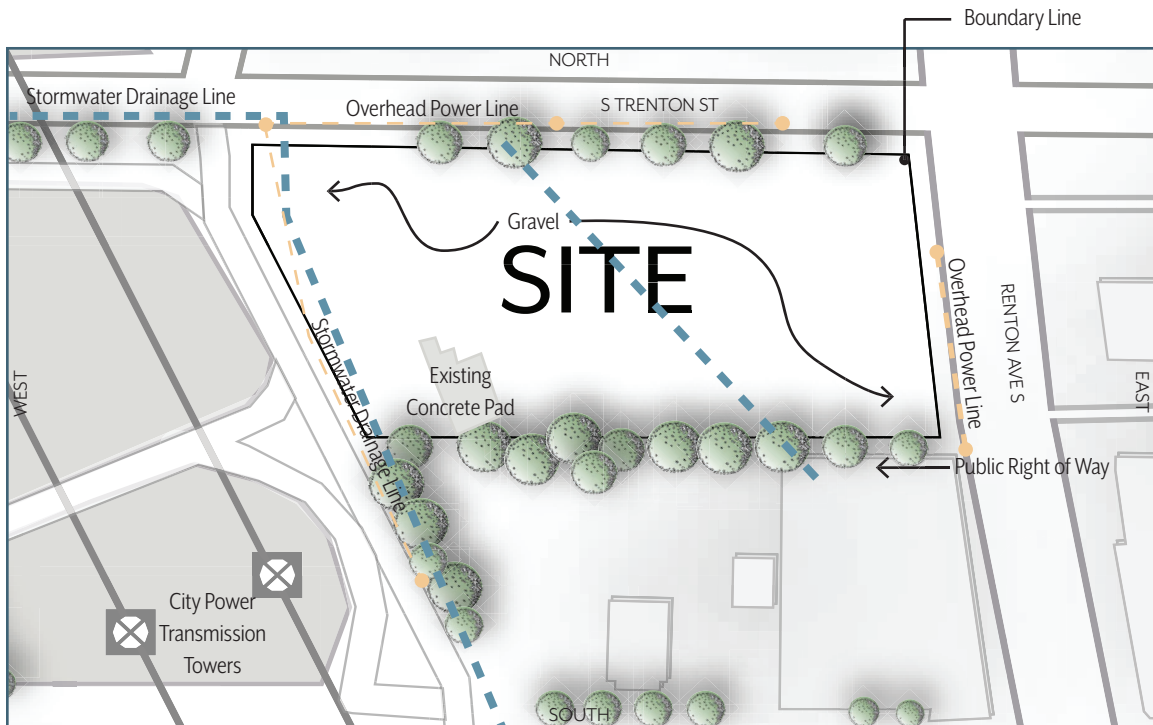 Boundary Line
NORTH
Stormwater Drainage Line
Overhead Power Line
S TRENTON ST
Gravel
SITE
Overhead Power Line
RENTON AVE S
Stormwater Drainage Line
WEST
Existing
Concrete Pad
EAST
Public Right of Way
City Power
Transmission
Towers
SOUTH